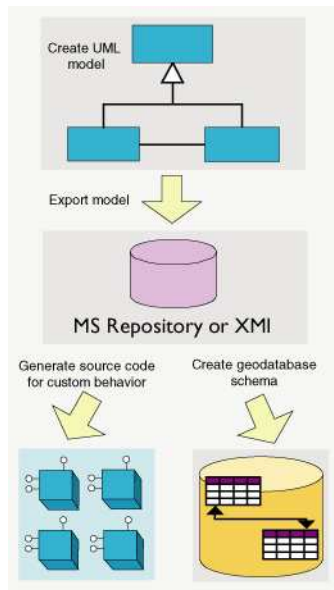 Create UML
model
Export model
MS Repository or XMI
Generate source code
for custom behavior
Create geodatabase
schema